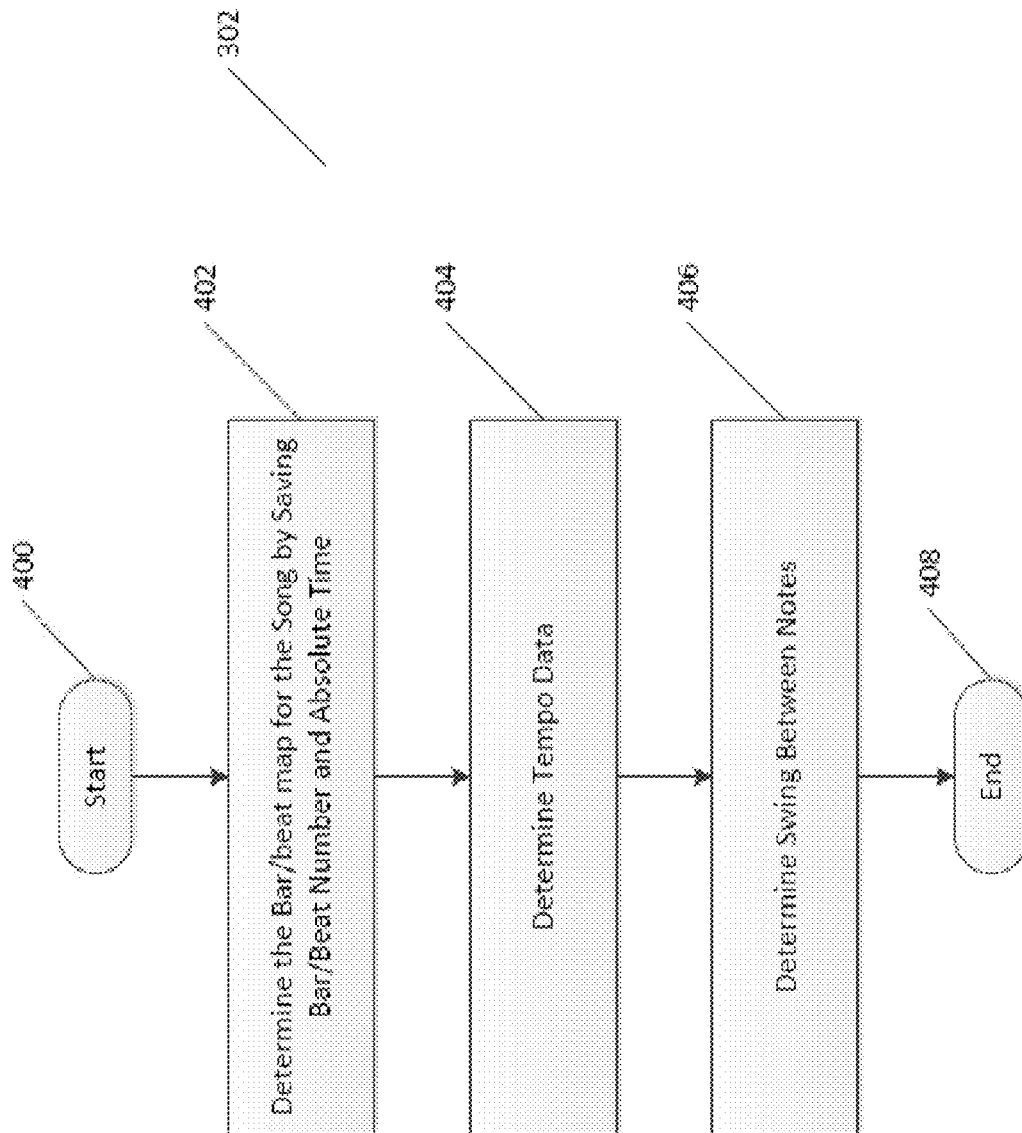 302
400
Start
402
Determine the Bar/beat map for the Song by Saving
Bar/Beat Number and Absolute Time
404
Determine Tempo Data
406
Determine Swing Between Notes
408
End